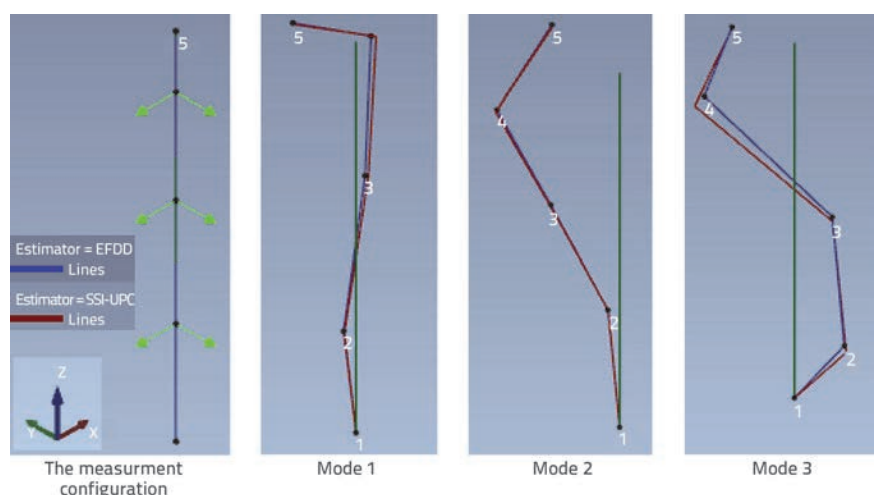 5
Estimator = EFDD
Lines
Estimator = SSI-UPC
Lines
Z
Y
X
The measurment
configuration
5
3
2
1
Mode 1
5
4
3
2
1
Mode 2
5
4
3
2
1
Mode 3